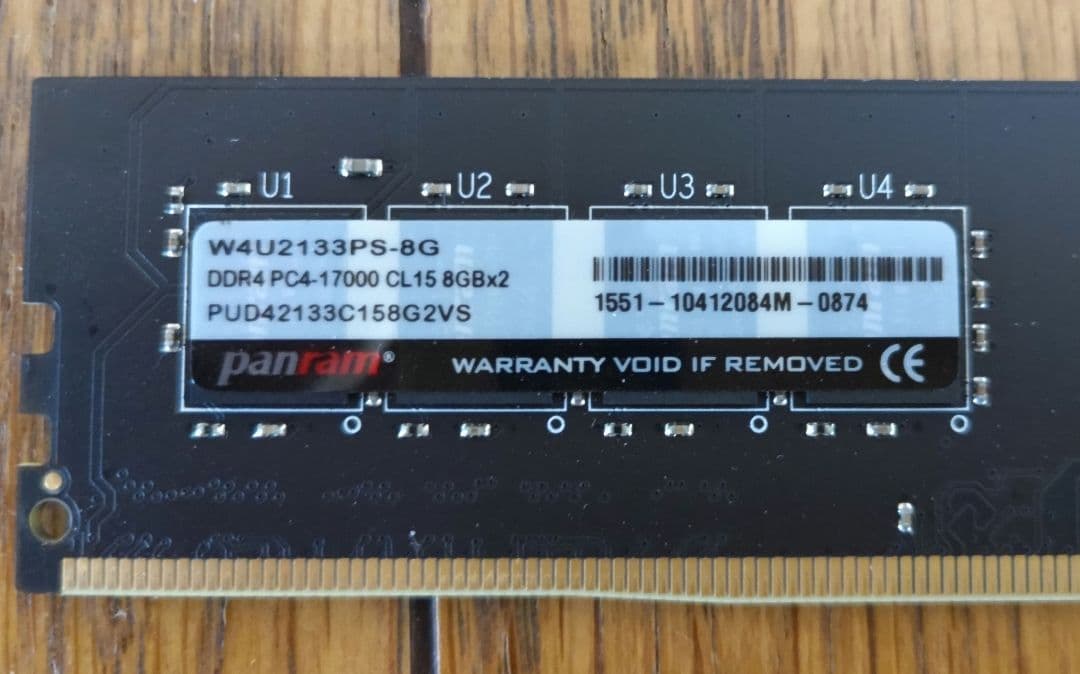 U1 U2 U3 U4
W4U2133PS-8G
DDR4 PC4-17000 CL15 8GBx2
PUD42133C158G2VS
1551-10412084M-0874
panram® WARRANTY VOID IF REMOVED CE